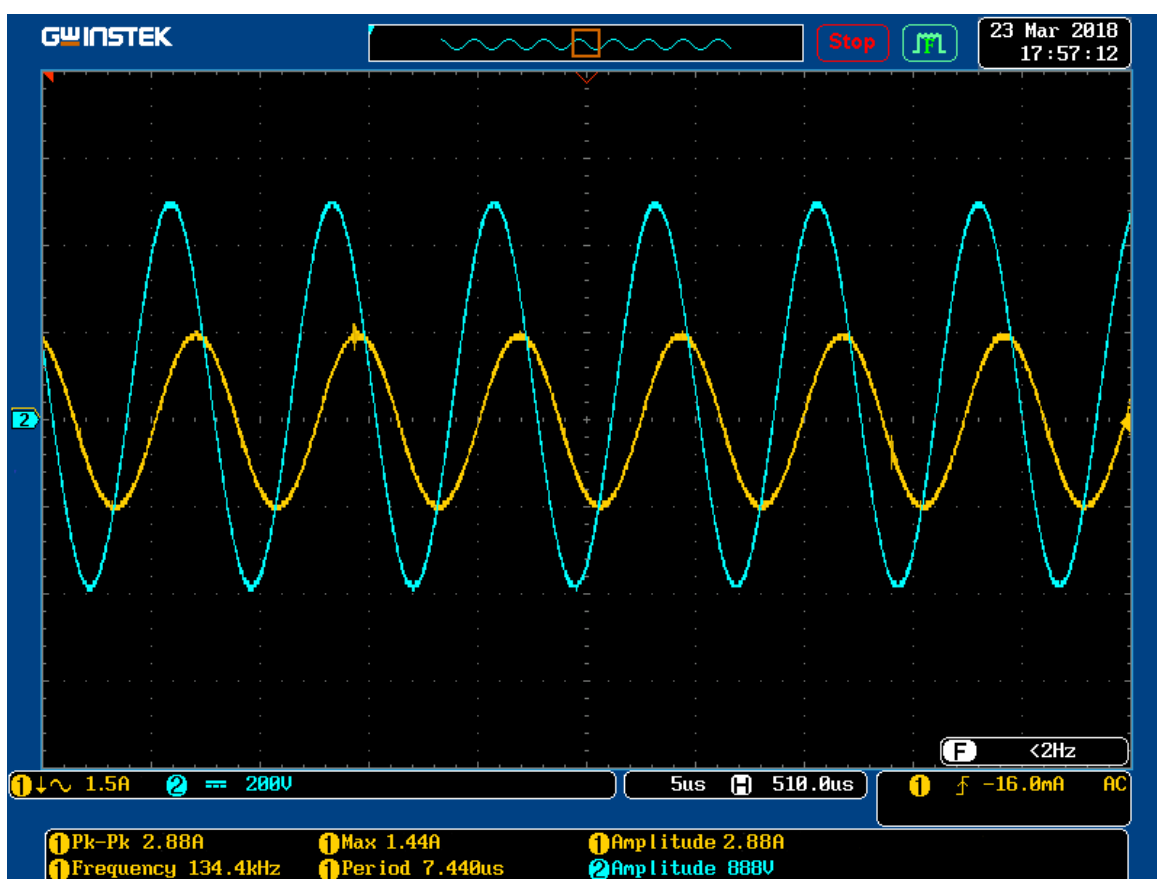 GWINSTEK
Stop
F
23 Mar 2018
17:57:12
2
F <2Hz
1 1.5A 2 200V
5us H 510.0us
1 -16.0mA AC
1 Pk-Pk 2.88A 1 Max 1.44A 1 Amplitude 2.88A
1 Frequency 134.4kHz 1 Period 7.440us 2 Amplitude 888V